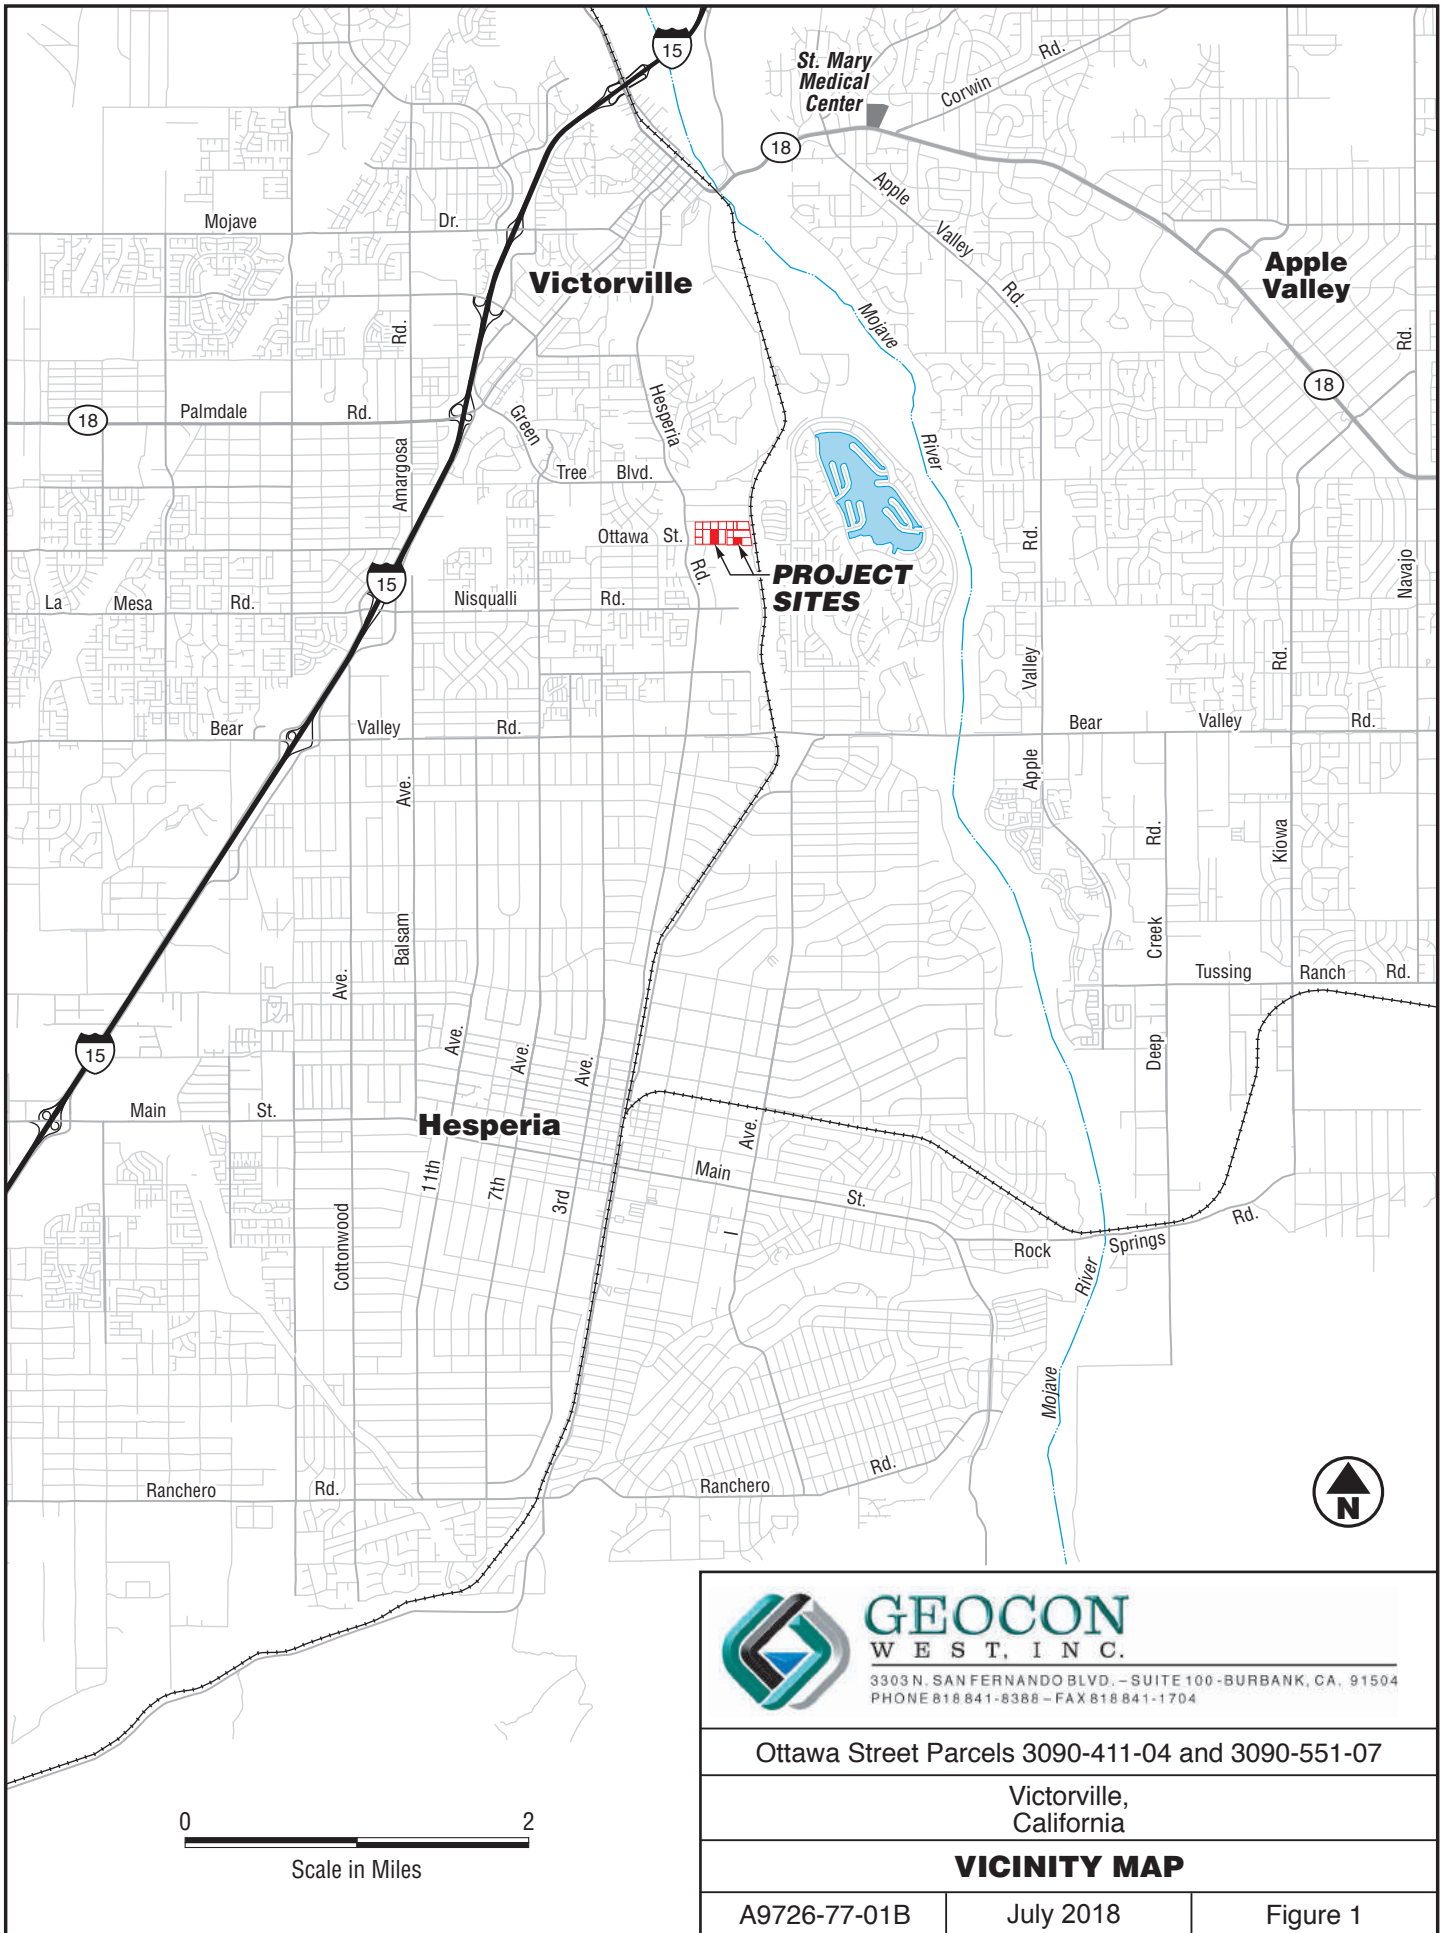 15
St. Mary
Medical
Center
Corwin
Rd.
18
Apple
Valley
Rd.
Mojave
Dr.
Victorville
Apple
Valley
Rd.
Mojave
River
18
18
Palmdale
Rd.
Rd.
Amargosa
Green
Tree
Blvd.
Hesperia
Rd.
Ottawa
St.
PROJECT
SITES
Rd.
Valley
Apple
Navajo
Rd.
15
La
Mesa
Rd.
Nisqualli
Rd.
Bear
Valley
Rd.
Bear
Valley
Rd.
Ave.
Balsam
Rd.
Creek
Deep
Kiowa
Tussing
Ranch
Rd.
Ave.
Cottonwood
15
Ave.
11th
Ave.
7th
Ave.
3rd
Main
St.
Hesperia
Ave.
I
Main
St.
Rock
Springs
Rd.
River
Mojave
Ranchero
Rd.
Ranchero
Rd.
N
GEOCON
WEST, INC.
3303 N. SAN FERNANDO BLVD. – SUITE 100 - BURBANK, CA. 91504
PHONE 818 841-8388 – FAX 818 841-1704
Ottawa Street Parcels 3090-411-04 and 3090-551-07
Victorville,
California
VICINITY MAP
A9726-77-01B
July 2018
Figure 1
0
2
Scale in Miles